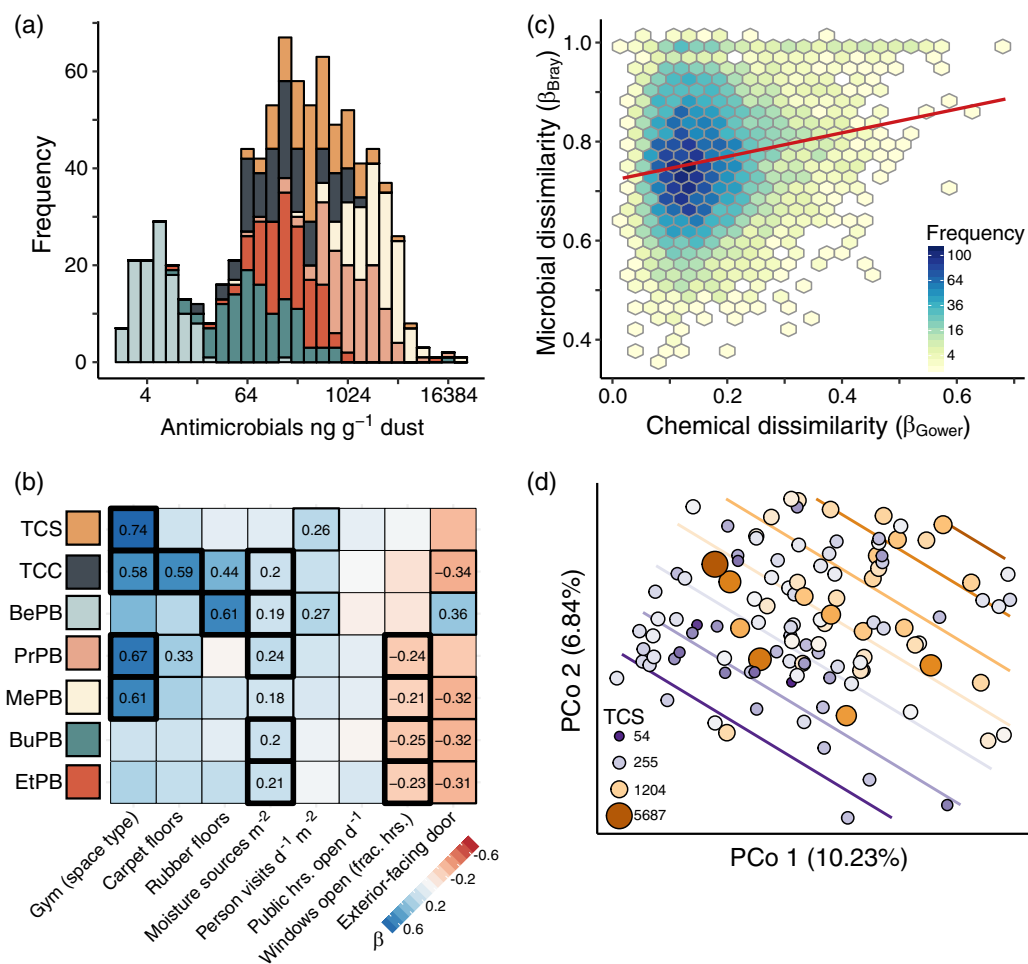 (a)
60
40
20
0
Frequency
4
64
1024
16384
Antimicrobials ng g⁻¹ dust
(c)
1.0
0.8
0.6
0.4
Microbial dissimilarity (βBray)
Frequency
100
64
36
16
4
0.0
0.2
0.4
0.6
Chemical dissimilarity (βGower)
(b)
TCS
0.74
0.26
TCC
0.58
0.59
0.44
0.2
−0.34
BePB
0.61
0.19
0.27
0.36
PrPB
0.67
0.33
0.24
−0.24
MePB
0.61
0.18
−0.21
−0.32
BuPB
0.2
−0.25
−0.32
EtPB
0.21
−0.23
−0.31
Gym (space type)
Carpet floors
Rubber floors
Moisture sources m⁻²
Person visits d⁻¹ m⁻²
Public hrs. open d⁻¹
Windows open (frac. hrs.)
Exterior-facing door
-0.6
-0.2
0.2
0.6
β
(d)
PCo 2 (6.84%)
TCS
54
255
1204
5687
PCo 1 (10.23%)